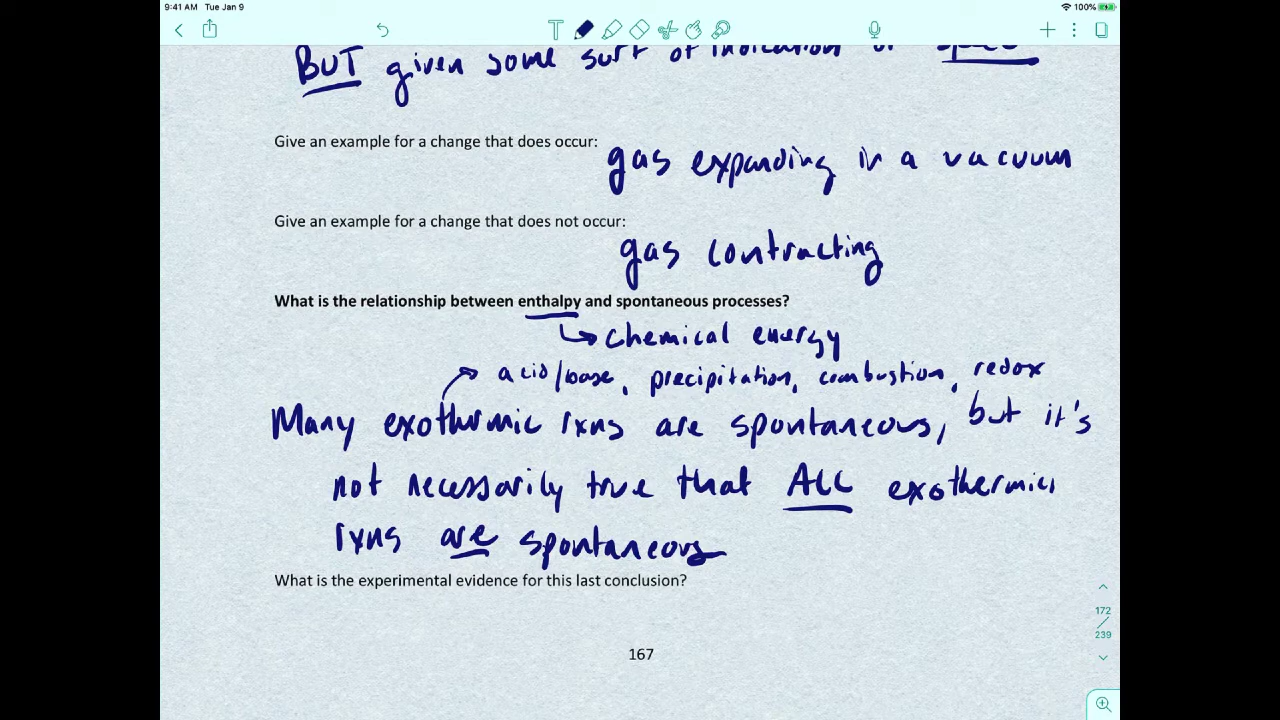 9:41 AM Tue Jan 9
100%
BUT given some sort of indication of speed
Give an example for a change that does occur:
gas expanding in a vacuum
Give an example for a change that does not occur:
gas contracting
What is the relationship between enthalpy and spontaneous processes?
chemical energy
acid/base, precipitation, combustion, redox
Many exothermic rxns are spontaneous, but it's
not necessarily true that ALL exothermic
rxns are spontaneous
What is the experimental evidence for this last conclusion?
172
239
167